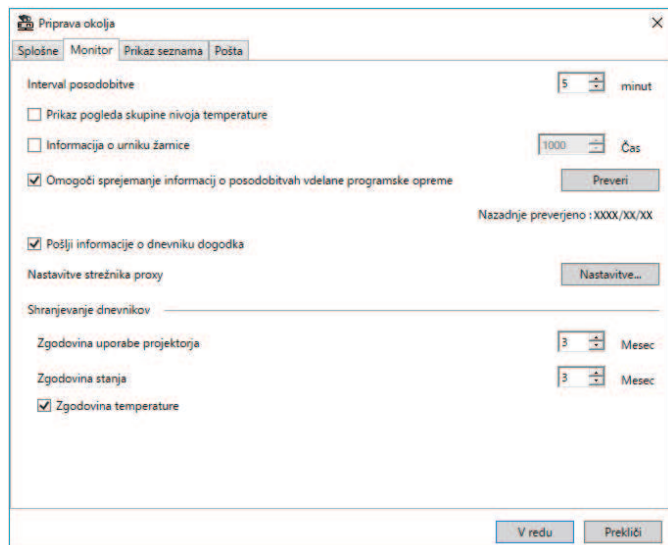 Priprava okolja
Splošne Monitor Prikaz seznama Pošta
Interval posodobitve 5 minut
Prikaz pogleda skupine nivoja temperature
Informacija o urniku žarnice 1000 Čas
Omogoči sprejemanje informacij o posodobitvah vdelane programske opreme Preveri
Nazadnje preverjeno : XXXX/XX/XX
Pošlji informacije o dnevniku dogodka
Nastavitve strežnika proxy Nastavitve...
Shranjevanje dnevnikov
Zgodovina uporabe projektorja 3 Mesec
Zgodovina stanja 3 Mesec
Zgodovina temperature
V redu Prekliči